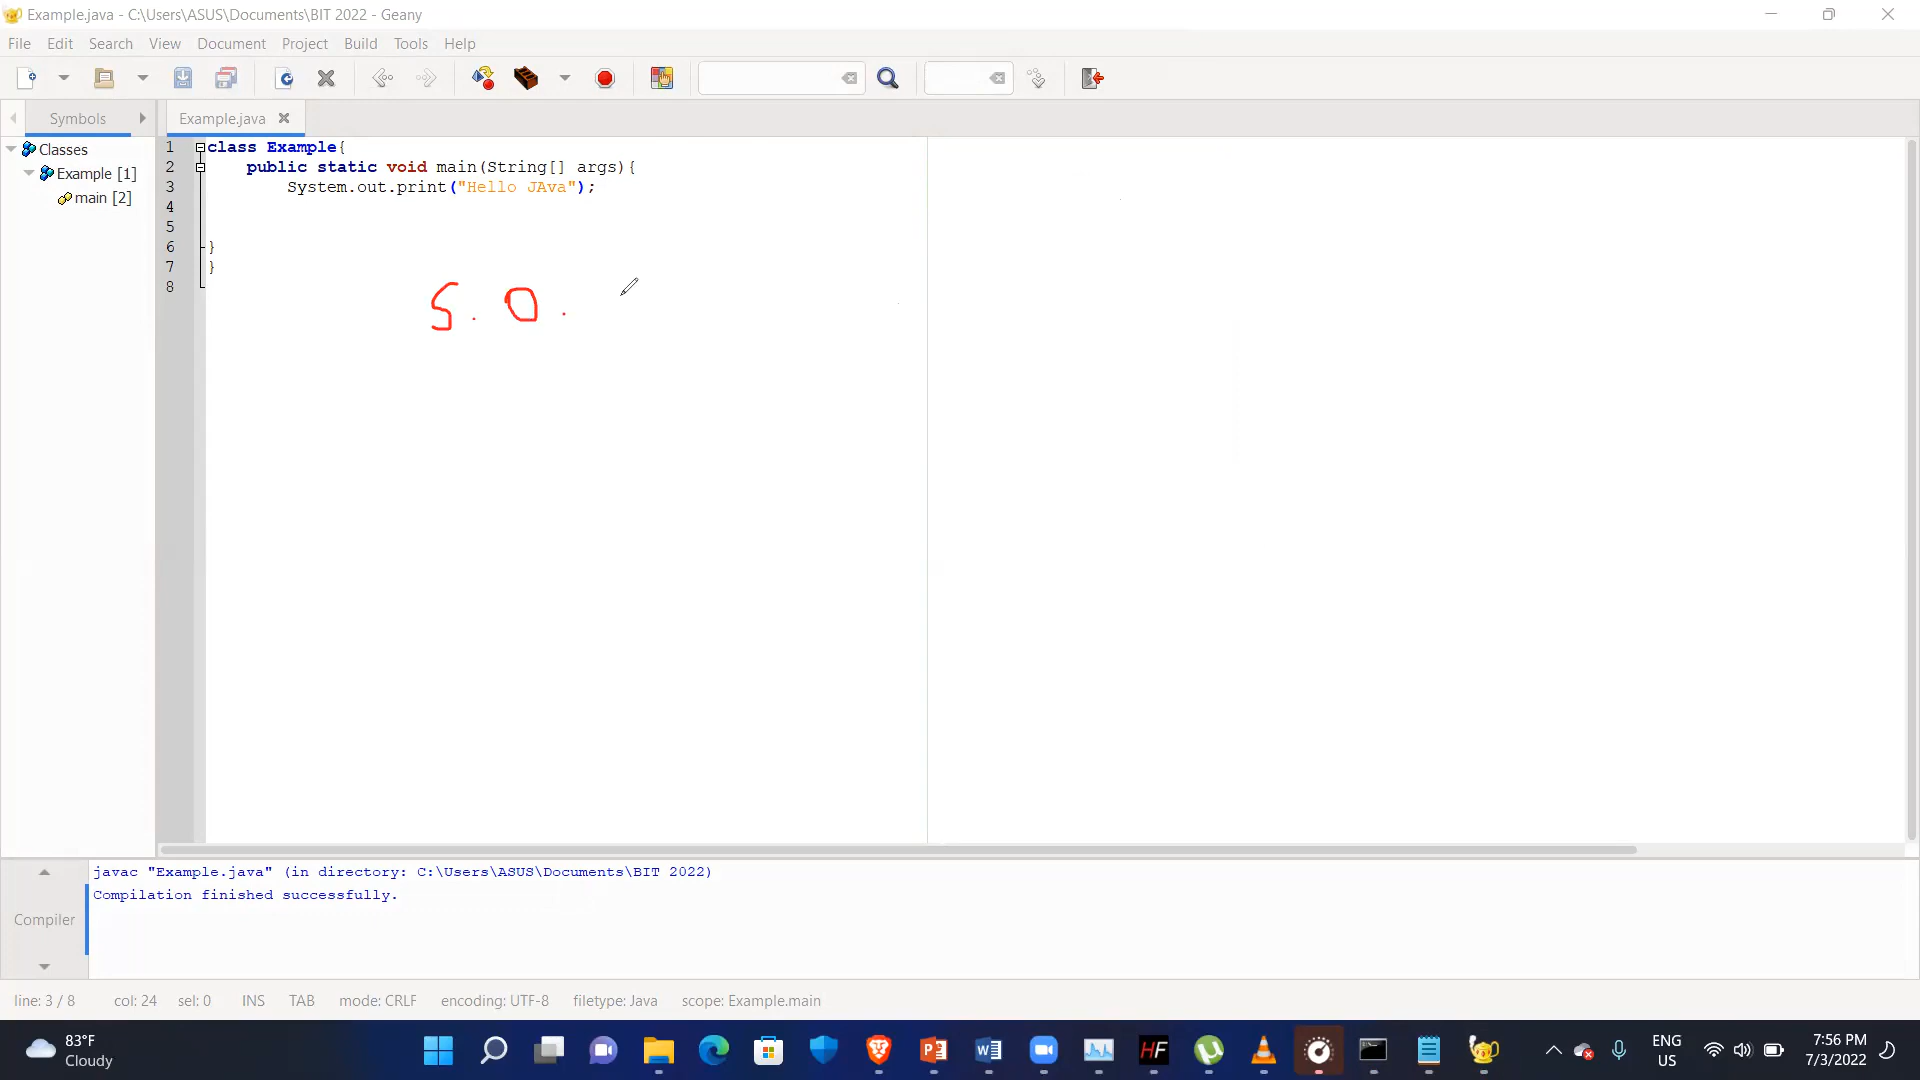 Example.java - C:\Users\ASUS\Documents\BIT 2022 - Geany
File Edit Search View Document Project Build Tools Help
Symbols
Example.java
Classes
Example [1]
main [2]
1 class Example{
2 public static void main(String[] args){
3 System.out.print("Hello JAva");
4
5
6 }
7 }
8
S. O.
Compiler
javac "Example.java" (in directory: C:\Users\ASUS\Documents\BIT 2022)
Compilation finished successfully.
line: 3 / 8 col: 24 sel: 0 INS TAB mode: CRLF encoding: UTF-8 filetype: Java scope: Example.main
83°F
Cloudy
HF
ENG
US
7:56 PM
7/3/2022